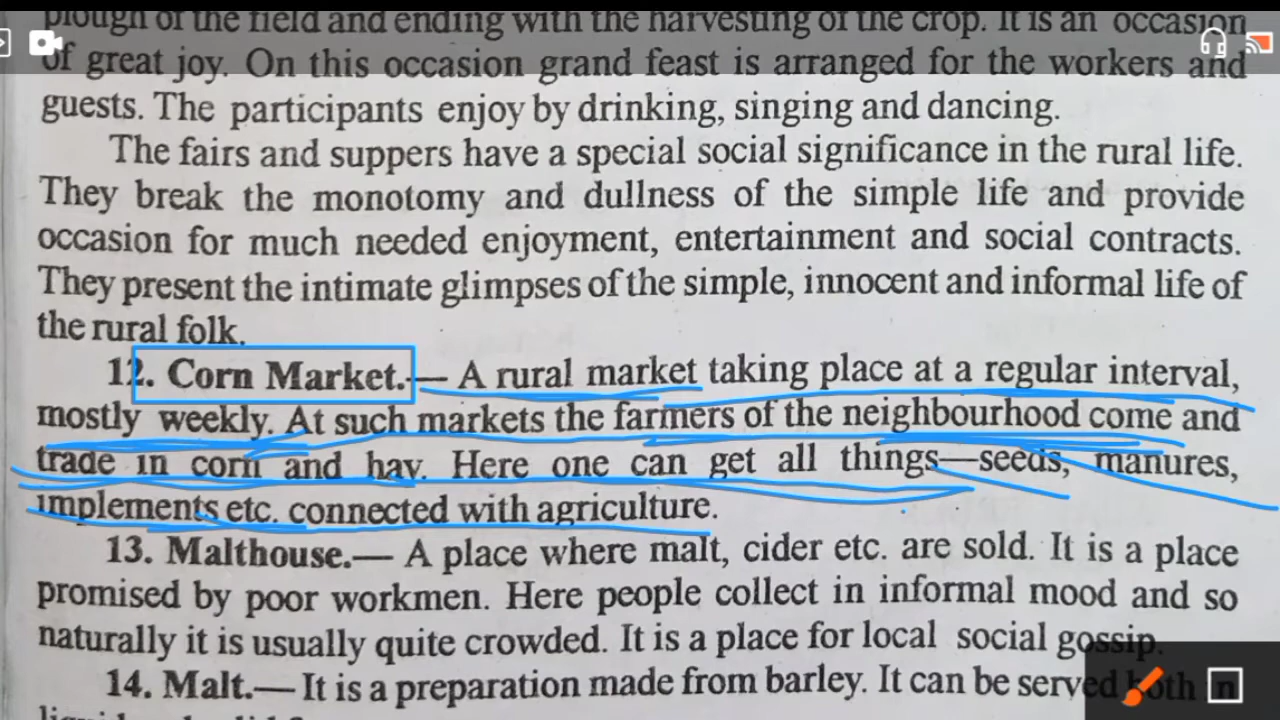 plough of the field and ending with the harvesting of the crop. It is an occasion
of great joy. On this occasion grand feast is arranged for the workers and
guests. The participants enjoy by drinking, singing and dancing.
The fairs and suppers have a special social significance in the rural life.
They break the monotomy and dullness of the simple life and provide
occasion for much needed enjoyment, entertainment and social contracts.
They present the intimate glimpses of the simple, innocent and informal life of
the rural folk.
12. Corn Market.— A rural market taking place at a regular interval,
mostly weekly. At such markets the farmers of the neighbourhood come and
trade in corn and hay. Here one can get all things—seeds, manures,
implements etc. connected with agriculture.
13. Malthouse.— A place where malt, cider etc. are sold. It is a place
promised by poor workmen. Here people collect in informal mood and so
naturally it is usually quite crowded. It is a place for local social gossip.
14. Malt.— It is a preparation made from barley. It can be served both in